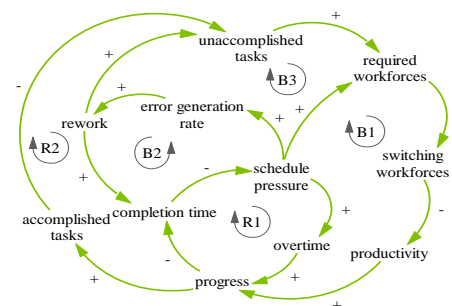 +
unaccomplished
tasks
+
required
workforces
-
+
B3
+
error generation
rate
+
+
+
rework
R2
B2
B1
+
-
schedule
pressure
switching
workforces
+
accomplished
tasks
completion time
R1
+
-
overtime
productivity
-
+
progress
+
+